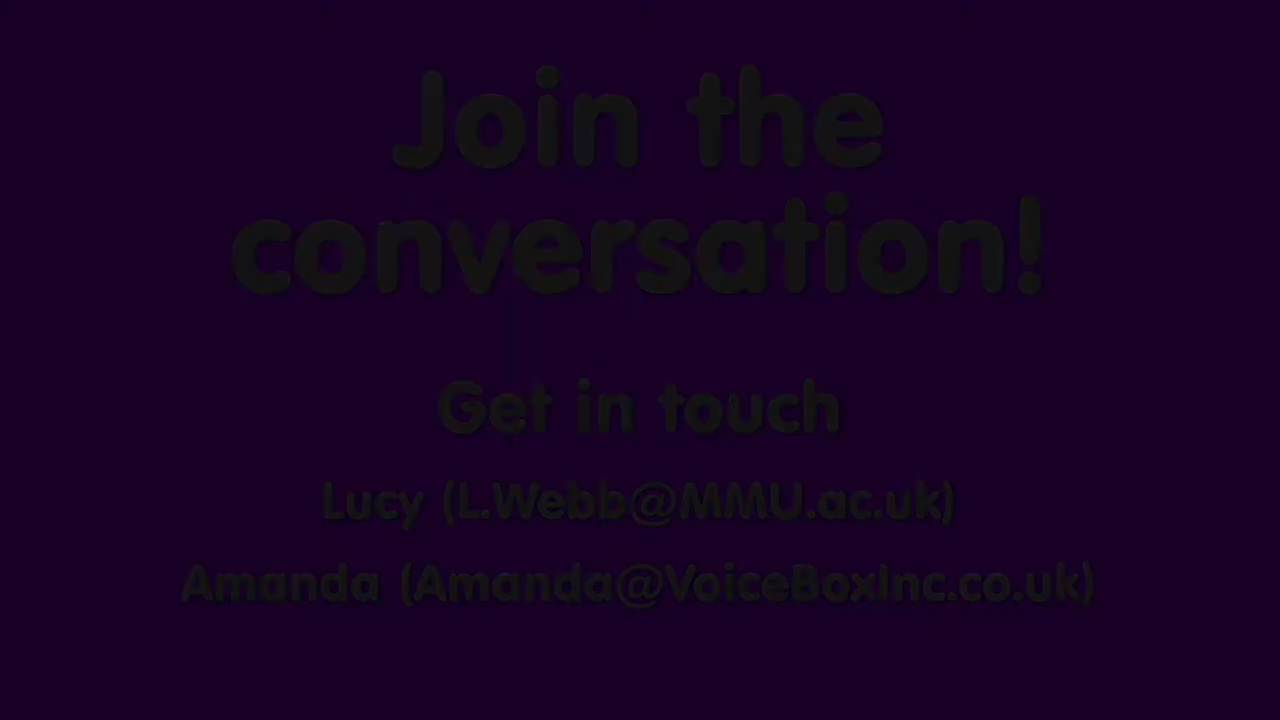 Join the
conversation!
Get in touch
Lucy (L.Webb@MMU.ac.uk)
Amanda (Amanda@VoiceBoxInc.co.uk)